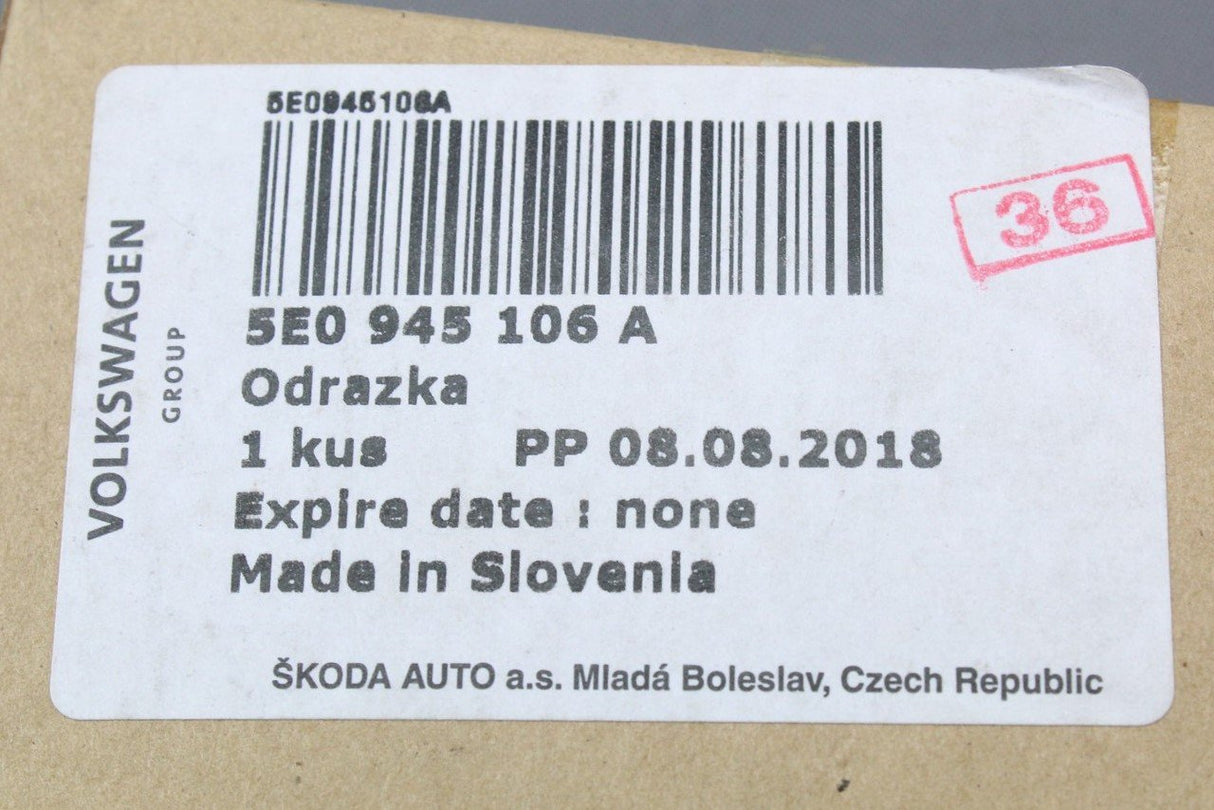 5E0945106A
5E0 945 106 A
Odrazka
1 kus PP 08.08.2018
Expire date : none
Made in Slovenia
ŠKODA AUTO a.s. Mladá Boleslav, Czech Republic
VOLKSWAGEN
GROUP
36